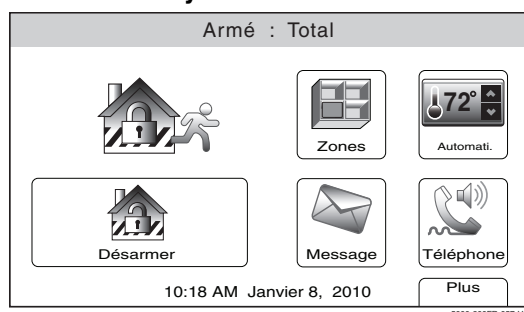 Armé : Total
72°
Zones
Automati.
Désarmer
Message
Téléphone
10:18 AM Janvier 8, 2010
Plus